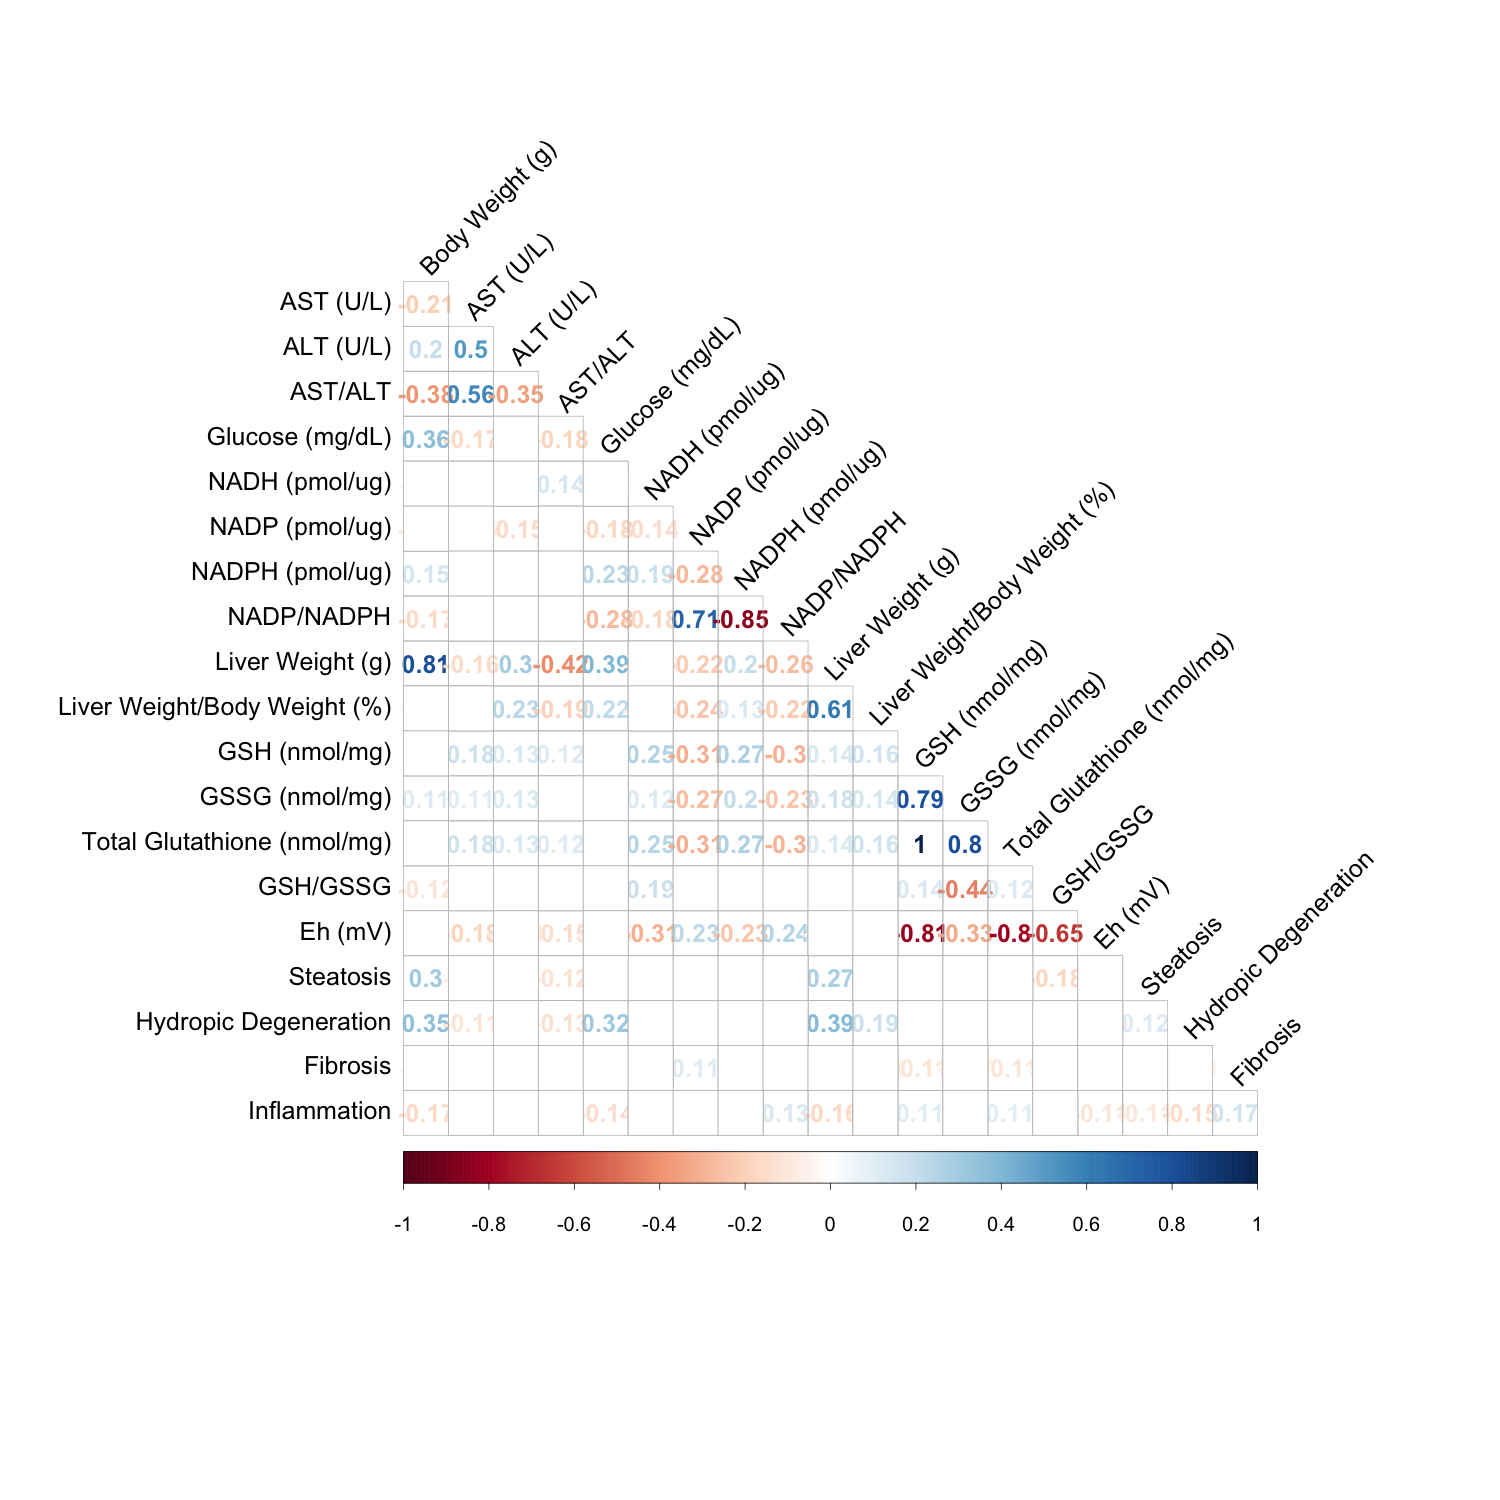 Body Weight (g)
AST (U/L) -0.21 AST (U/L)
ALT (U/L) 0.2 0.5 ALT (U/L)
AST/ALT -0.38 0.56 -0.35 AST/ALT
Glucose (mg/dL) 0.36 -0.17 -0.18 Glucose (mg/dL)
NADH (pmol/ug) 0.14 NADH (pmol/ug)
NADP (pmol/ug) -0.15 -0.18 -0.14 NADP (pmol/ug)
NADPH (pmol/ug) 0.15 0.23 0.19 -0.28 NADPH (pmol/ug)
NADP/NADPH -0.17 -0.28 -0.18 0.71 -0.85 NADP/NADPH
Liver Weight (g) 0.81 -0.16 0.3 -0.42 0.39 -0.22 0.2 -0.26 Liver Weight (g)
Liver Weight/Body Weight (%) 0.23 -0.19 0.22 -0.24 0.13 -0.22 0.61 Liver Weight/Body Weight (%)
GSH (nmol/mg) 0.18 0.13 0.12 0.25 -0.31 0.27 -0.3 0.14 0.16 GSH (nmol/mg)
GSSG (nmol/mg) 0.11 0.11 0.13 0.12 -0.27 0.2 -0.23 0.18 0.14 0.79 GSSG (nmol/mg)
Total Glutathione (nmol/mg) 0.18 0.13 0.12 0.25 -0.31 0.27 -0.3 0.14 0.16 1 0.8 Total Glutathione (nmol/mg)
GSH/GSSG -0.12 0.19 0.14 -0.44 0.12 GSH/GSSG
Eh (mV) -0.18 -0.15 -0.31 0.23 -0.23 0.24 -0.81 -0.33 -0.8 -0.65 Eh (mV)
Steatosis 0.3 -0.12 0.27 -0.18 Steatosis
Hydropic Degeneration 0.35 -0.11 -0.13 0.32 0.39 0.19 0.12 Hydropic Degeneration
Fibrosis 0.11 -0.11 -0.11 Fibrosis
Inflammation -0.17 -0.14 0.13 -0.16 0.11 0.11 -0.11 -0.11 -0.15 0.17
-1 -0.8 -0.6 -0.4 -0.2 0 0.2 0.4 0.6 0.8 1